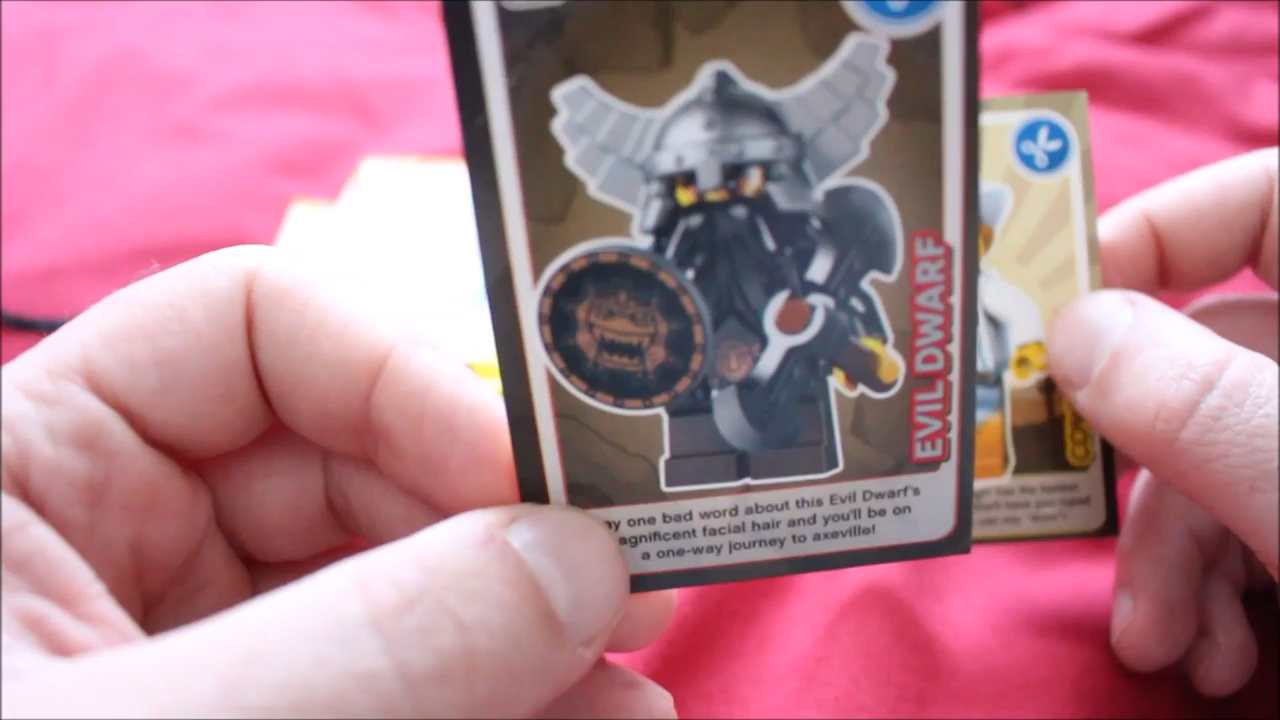 EVIL DWARF
ay one bad word about this Evil Dwarf's
agnificent facial hair and you'll be on
a one-way journey to axeville!